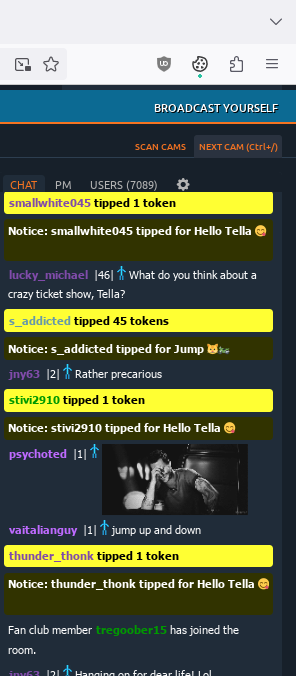 BROADCAST YOURSELF
SCAN CAMS NEXT CAM (Ctrl+/)
CHAT PM USERS (7089)
smallwhite045 tipped 1 token
Notice: smallwhite045 tipped for Hello Tella 😋
lucky_michael |46| What do you think about a
crazy ticket show, Tella?
s_addicted tipped 45 tokens
Notice: s_addicted tipped for Jump 🐱🐲
jny63 |2| Rather precarious
stivi2910 tipped 1 token
Notice: stivi2910 tipped for Hello Tella 😋
psychoted |1|
vaitalianguy |1| jump up and down
thunder_thonk tipped 1 token
Notice: thunder_thonk tipped for Hello Tella 😋
Fan club member tregoober15 has joined the
room.
jny63 |2| Hanging on for dear life! Lol